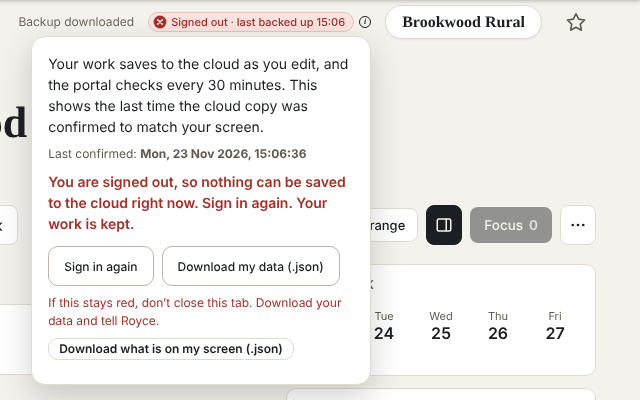 Backup downloaded
Signed out · last backed up 15:06
Brookwood Rural
Your work saves to the cloud as you edit, and
the portal checks every 30 minutes. This
shows the last time the cloud copy was
confirmed to match your screen.
Last confirmed: Mon, 23 Nov 2026, 15:06:36
You are signed out, so nothing can be saved
to the cloud right now. Sign in again. Your
work is kept.
Sign in again
Download my data (.json)
If this stays red, don’t close this tab. Download your
data and tell Royce.
Download what is on my screen (.json)
od
range
Focus 0
Tue Wed Thu Fri
24 25 26 27